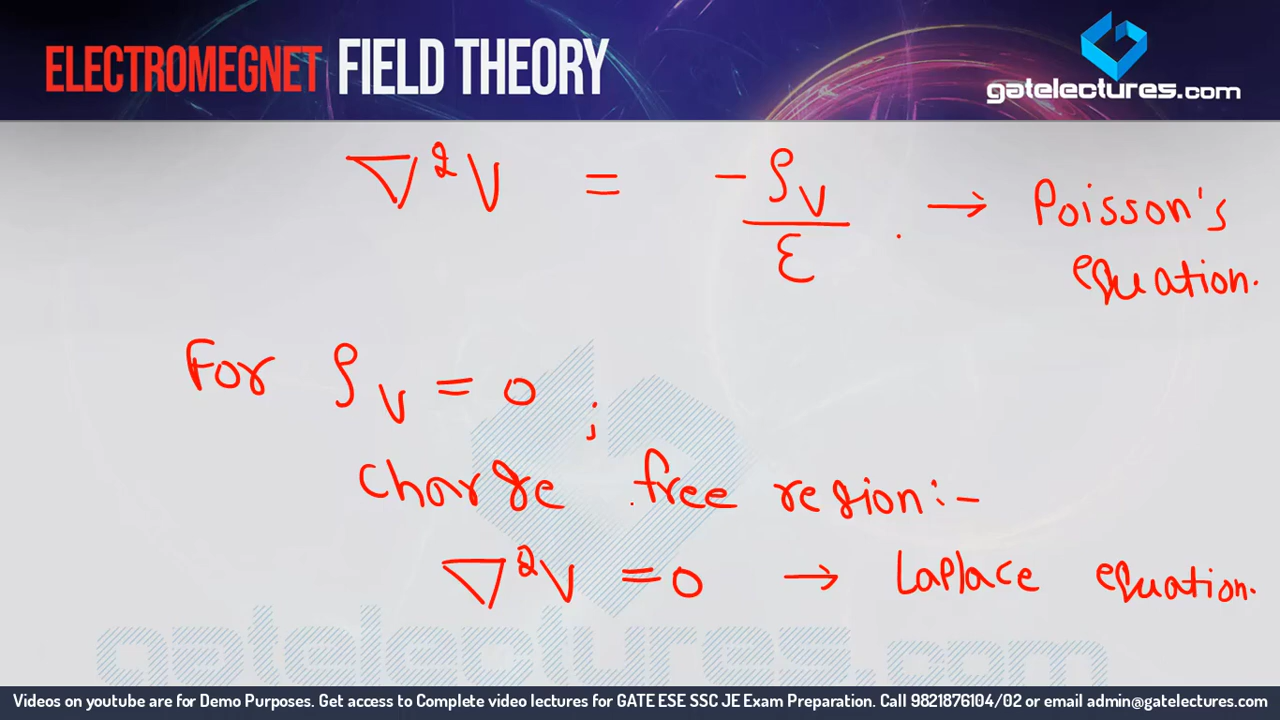 ELECTROMEGNET FIELD THEORY
gatelectures.com
∇²V = -ρv/ε → Poisson's
equation.
For ρv = 0 ;
charge free region:-
∇²V = 0 → Laplace equation.
gatelectures.com
Videos on youtube are for Demo Purposes. Get access to Complete video lectures for GATE ESE SSC JE Exam Preparation. Call 9821876104/02 or email admin@gatelectures.com